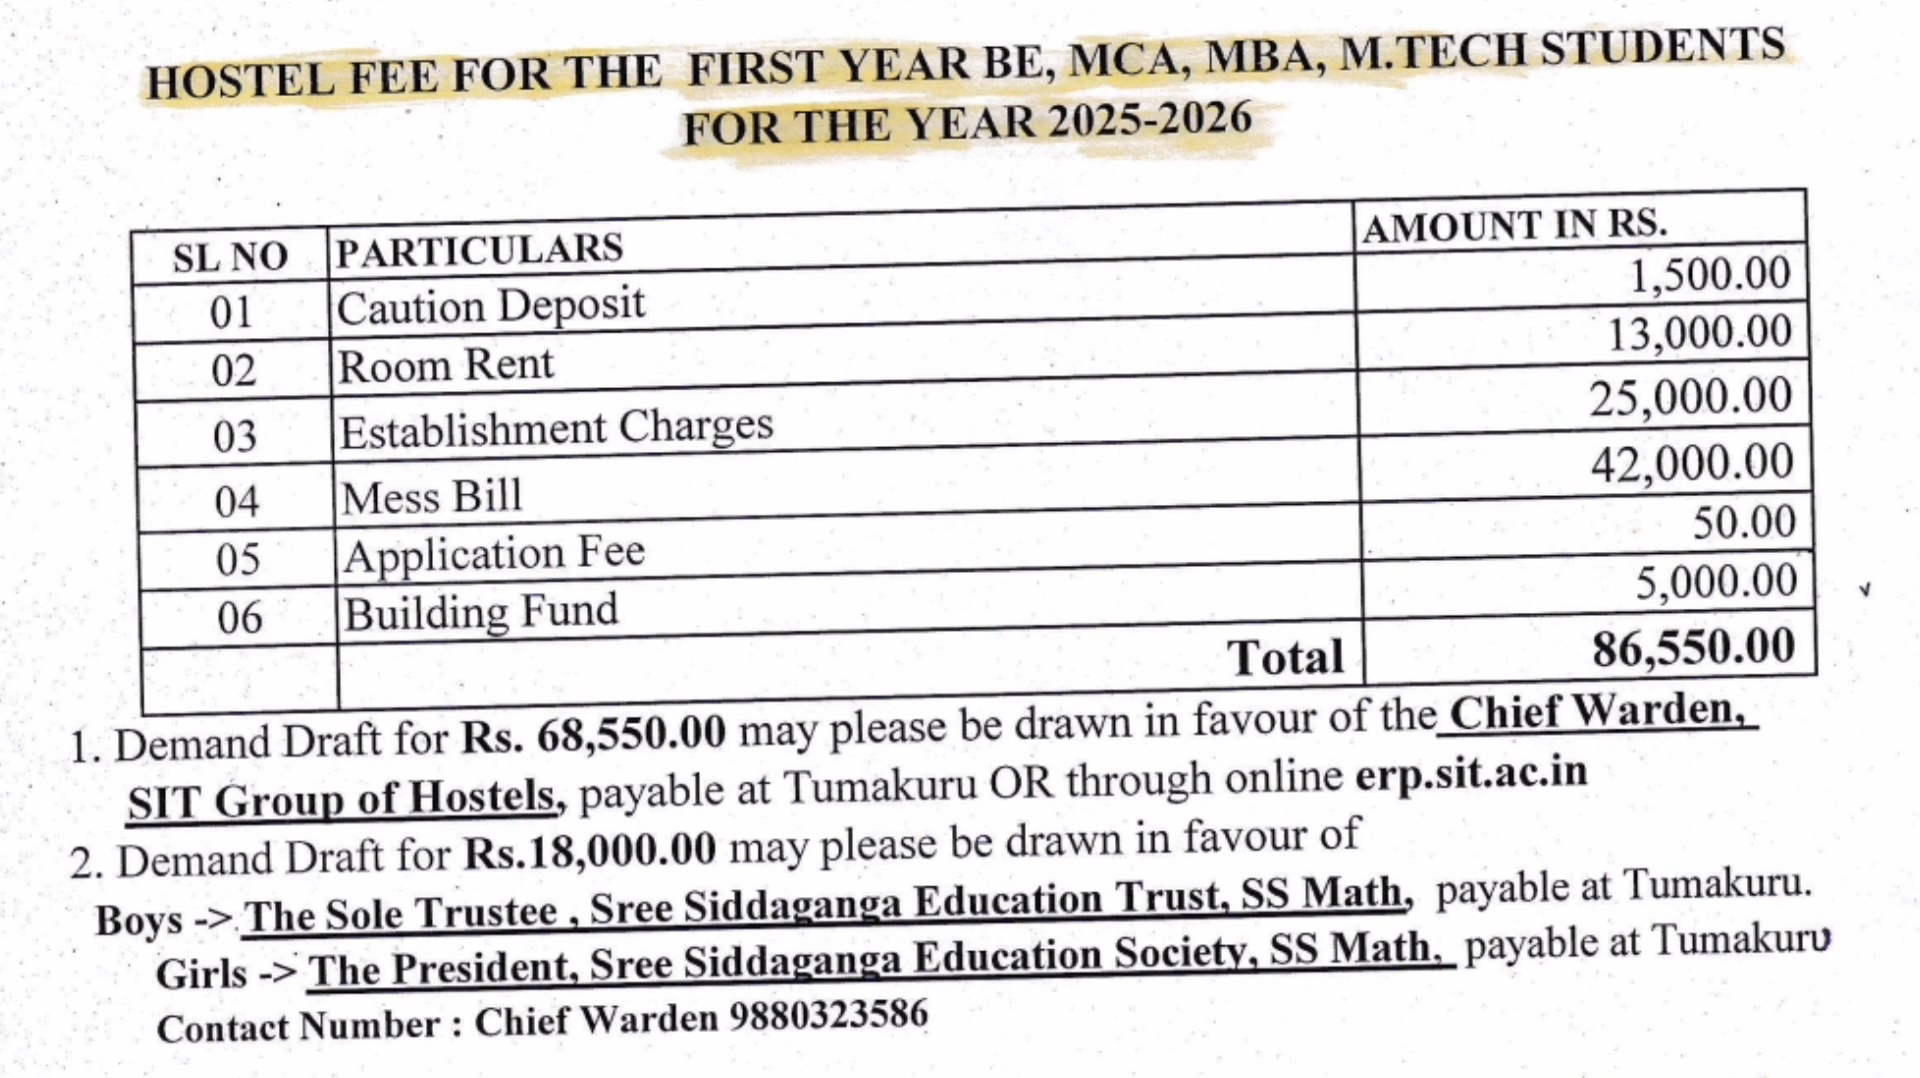 HOSTEL FEE FOR THE FIRST YEAR BE, MCA, MBA, M.TECH STUDENTS
FOR THE YEAR 2025-2026
SL NO PARTICULARS AMOUNT IN RS.
01 Caution Deposit 1,500.00
02 Room Rent 13,000.00
03 Establishment Charges 25,000.00
04 Mess Bill 42,000.00
05 Application Fee 50.00
06 Building Fund 5,000.00
Total 86,550.00
1. Demand Draft for Rs. 68,550.00 may please be drawn in favour of the Chief Warden,
SIT Group of Hostels, payable at Tumakuru OR through online erp.sit.ac.in
2. Demand Draft for Rs.18,000.00 may please be drawn in favour of
Boys -> The Sole Trustee , Sree Siddaganga Education Trust, SS Math, payable at Tumakuru.
Girls -> The President, Sree Siddaganga Education Society, SS Math, payable at Tumakuru
Contact Number : Chief Warden 9880323586